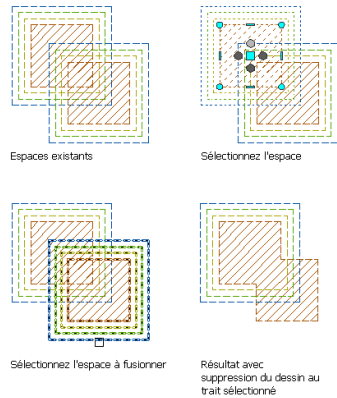 Espaces existants
Sélectionnez l'espace
Sélectionnez l'espace à fusionner
Résultat avec
suppression du dessin au
trait sélectionné